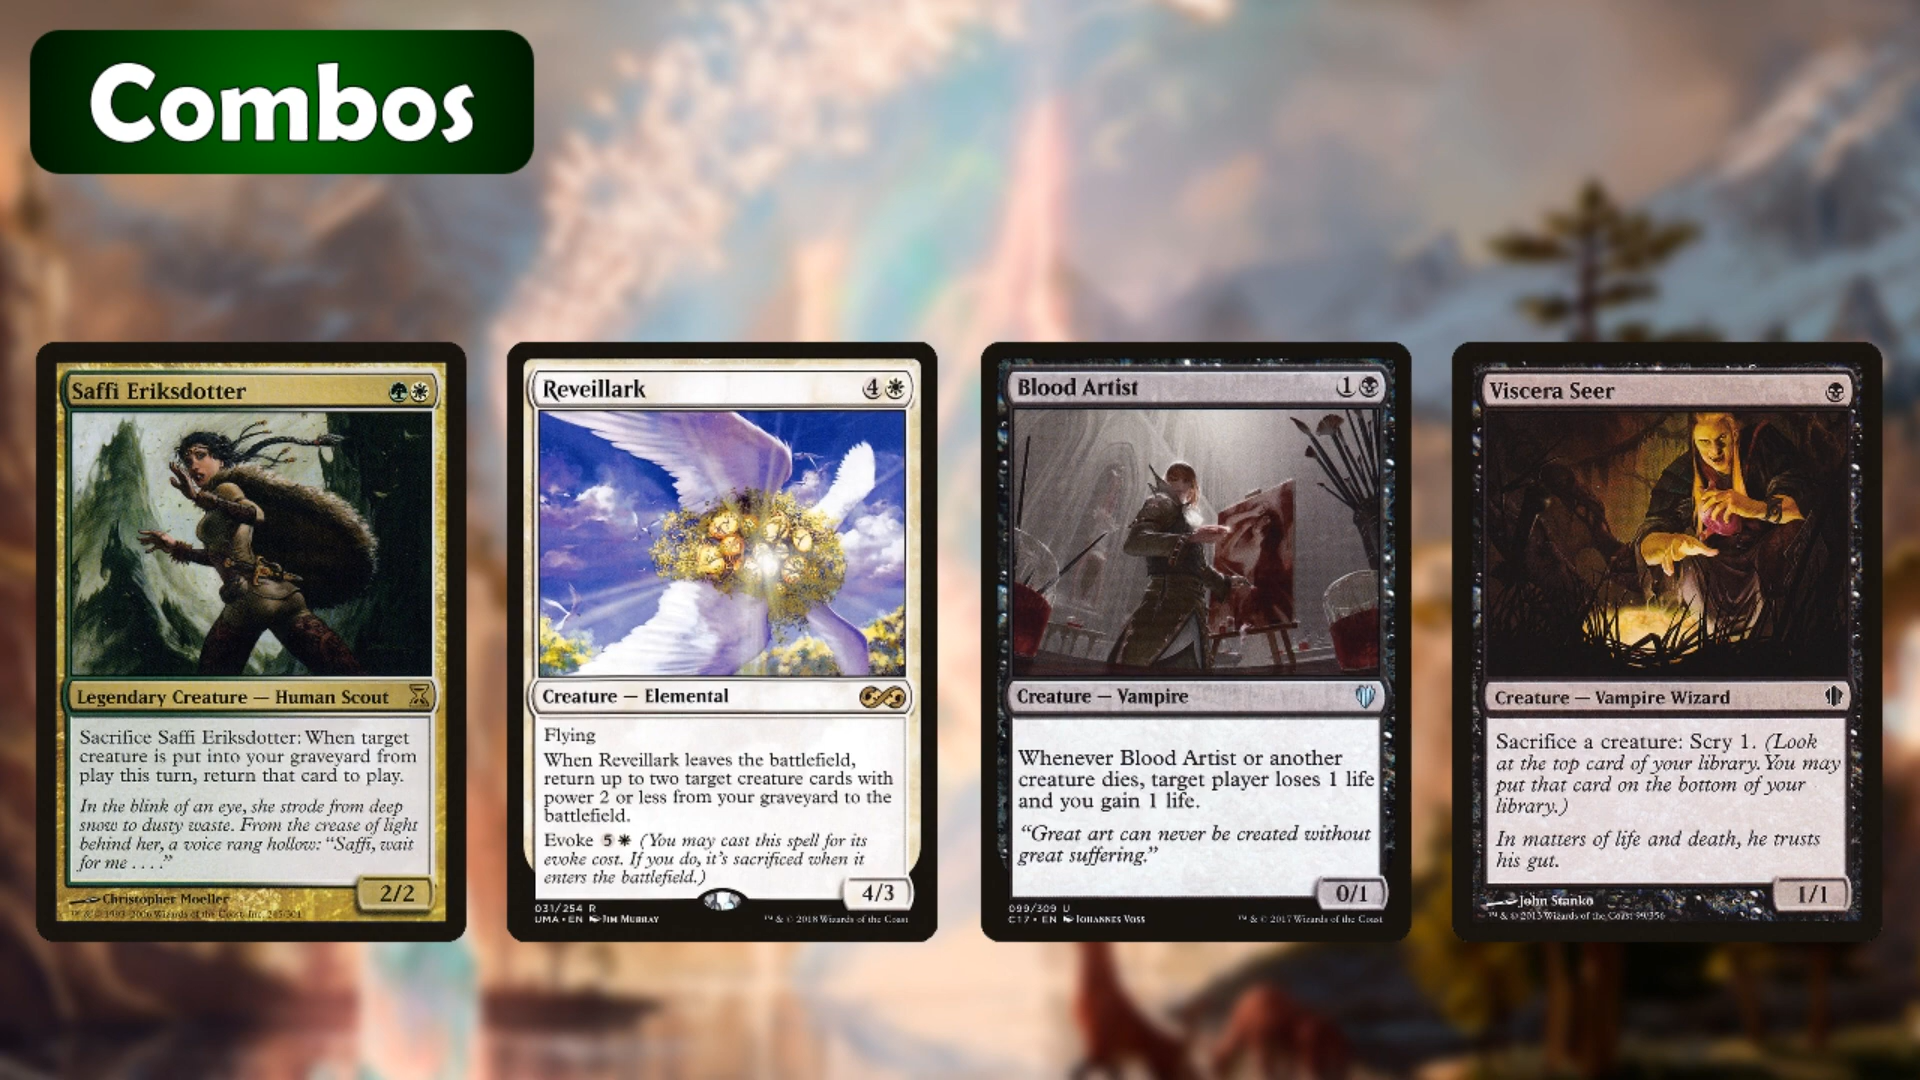 Combos
Saffi Eriksdotter
Legendary Creature — Human Scout
Sacrifice Saffi Eriksdotter: When target
creature is put into your graveyard from
play this turn, return that card to play.
In the blink of an eye, she strode from deep
snow to dusty waste. From the crease of light
behind her, a voice rang hollow: “Saffi, wait
for me . . . .”
Christopher Moeller
2/2
Reveillark 4
Creature — Elemental
Flying
When Reveillark leaves the battlefield,
return up to two target creature cards with
power 2 or less from your graveyard to the
battlefield.
Evoke 5 (You may cast this spell for its
evoke cost. If you do, it's sacrificed when it
enters the battlefield.)
4/3
031/254 R
UMA • EN Jim Murray ™ & © 2018 Wizards of the Coast
Blood Artist 1
Creature — Vampire
Whenever Blood Artist or another
creature dies, target player loses 1 life
and you gain 1 life.
“Great art can never be created without
great suffering.”
0/1
099/309 U
C17 • EN Johannes Voss ™ & © 2017 Wizards of the Coast
Viscera Seer
Creature — Vampire Wizard
Sacrifice a creature: Scry 1. (Look
at the top card of your library. You may
put that card on the bottom of your
library.)
In matters of life and death, he trusts
his gut.
John Stanko
™ & © 2013 Wizards of the Coast 99/356
1/1